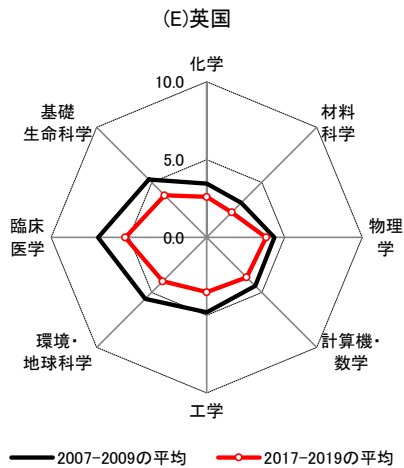 (E)英国
化学
10.0
材料
科学
基礎
生命科学
5.0
物理
学
臨床
医学
0.0
計算機・
数学
環境・
地球科学
工学
2007-2009の平均
2017-2019の平均